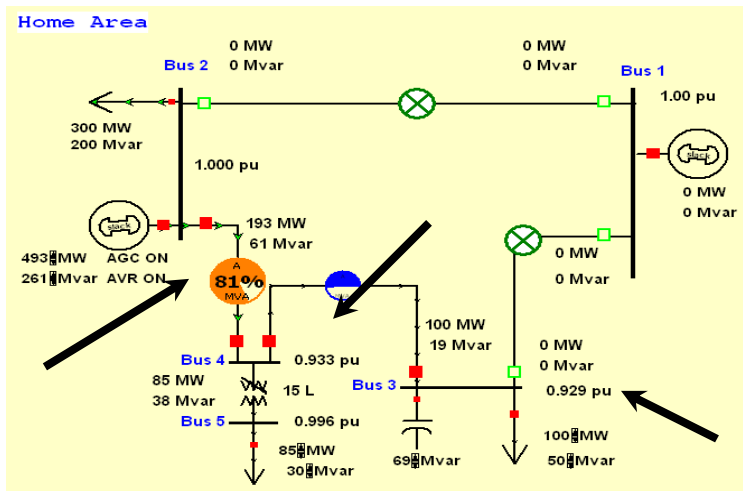 Home Area
0 MW
0 Mvar
Bus 2
0 MW
0 Mvar
Bus 1
1.00 pu
300 MW
200 Mvar
1.000 pu
slack
0 MW
0 Mvar
slack
193 MW
61 Mvar
493 MW AGC ON
261 Mvar AVR ON
A
81%
MVA
0 MW
0 Mvar
100 MW
19 Mvar
0 MW
0 Mvar
Bus 4
0.933 pu
85 MW
38 Mvar
15 L
Bus 3
0.929 pu
Bus 5
0.996 pu
85 MW
30 Mvar
69 Mvar
100 MW
50 Mvar